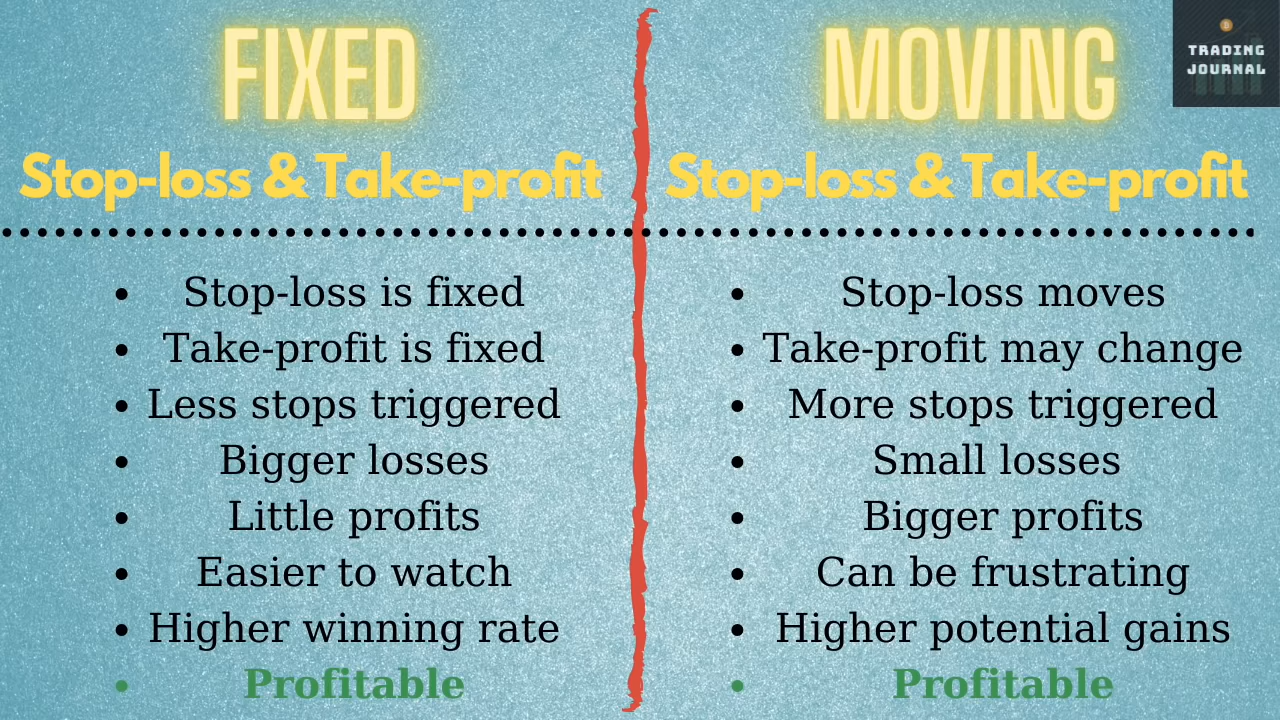 FIXED
Stop-loss & Take-profit
• Stop-loss is fixed
• Take-profit is fixed
• Less stops triggered
• Bigger losses
• Little profits
• Easier to watch
• Higher winning rate
• Profitable
MOVING
Stop-loss & Take-profit
• Stop-loss moves
• Take-profit may change
• More stops triggered
• Small losses
• Bigger profits
• Can be frustrating
• Higher potential gains
• Profitable
TRADING
JOURNAL